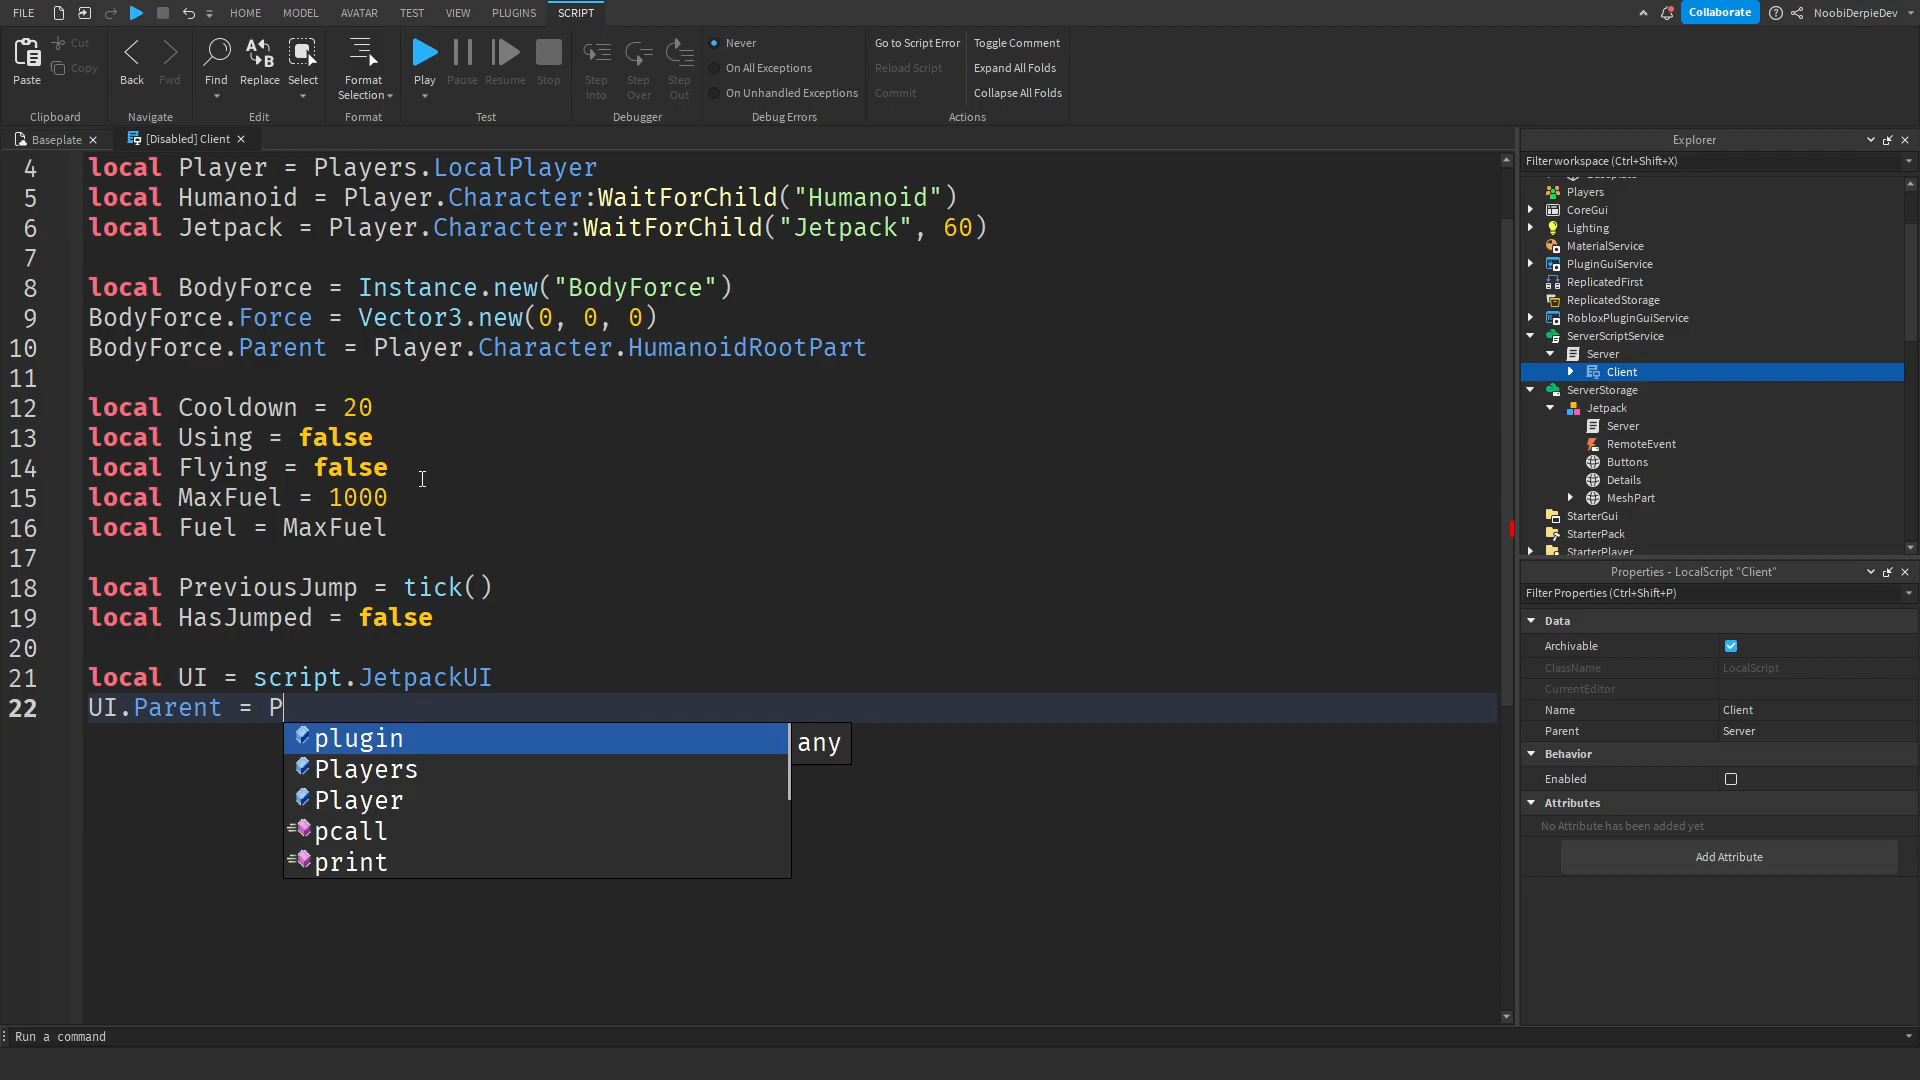 FILE HOME MODEL AVATAR TEST VIEW PLUGINS SCRIPT Collaborate NoobiDerpieDev
Paste Cut Copy
Clipboard
Back Fwd
Navigate
Find Replace Select
Edit
Format Selection
Format
Play Pause Resume Stop
Test
Step Into Step Over Step Out
Debugger
Never
On All Exceptions
On Unhandled Exceptions
Debug Errors
Go to Script Error Toggle Comment
Reload Script Expand All Folds
Commit Collapse All Folds
Actions
Baseplate [Disabled] Client
4 local Player = Players.LocalPlayer
5 local Humanoid = Player.Character:WaitForChild("Humanoid")
6 local Jetpack = Player.Character:WaitForChild("Jetpack", 60)
7
8 local BodyForce = Instance.new("BodyForce")
9 BodyForce.Force = Vector3.new(0, 0, 0)
10 BodyForce.Parent = Player.Character.HumanoidRootPart
11
12 local Cooldown = 20
13 local Using = false
14 local Flying = false
15 local MaxFuel = 1000
16 local Fuel = MaxFuel
17
18 local PreviousJump = tick()
19 local HasJumped = false
20
21 local UI = script.JetpackUI
22 UI.Parent = P
plugin any
Players
Player
pcall
print
Explorer
Filter workspace (Ctrl+Shift+X)
Players
CoreGui
Lighting
MaterialService
PluginGuiService
ReplicatedFirst
ReplicatedStorage
RobloxPluginGuiService
ServerScriptService
Server
Client
ServerStorage
Jetpack
Server
RemoteEvent
Buttons
Details
MeshPart
StarterGui
StarterPack
StarterPlayer
Properties - LocalScript "Client"
Filter Properties (Ctrl+Shift+P)
Data
Archivable
ClassName LocalScript
CurrentEditor
Name Client
Parent Server
Behavior
Enabled
Attributes
No Attribute has been added yet
Add Attribute
Run a command